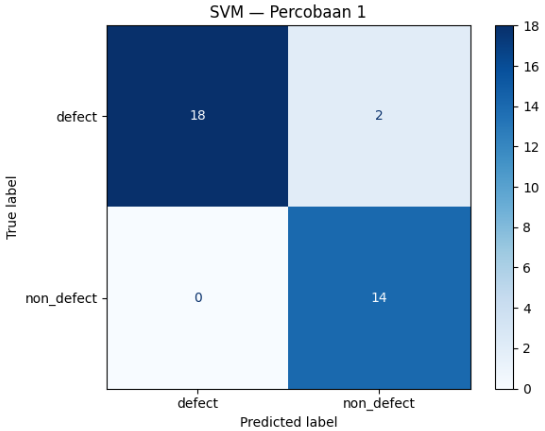 SVM — Percobaan 1
True label
defect
18
2
non_defect
0
14
defect
non_defect
Predicted label
18
16
14
12
10
8
6
4
2
0